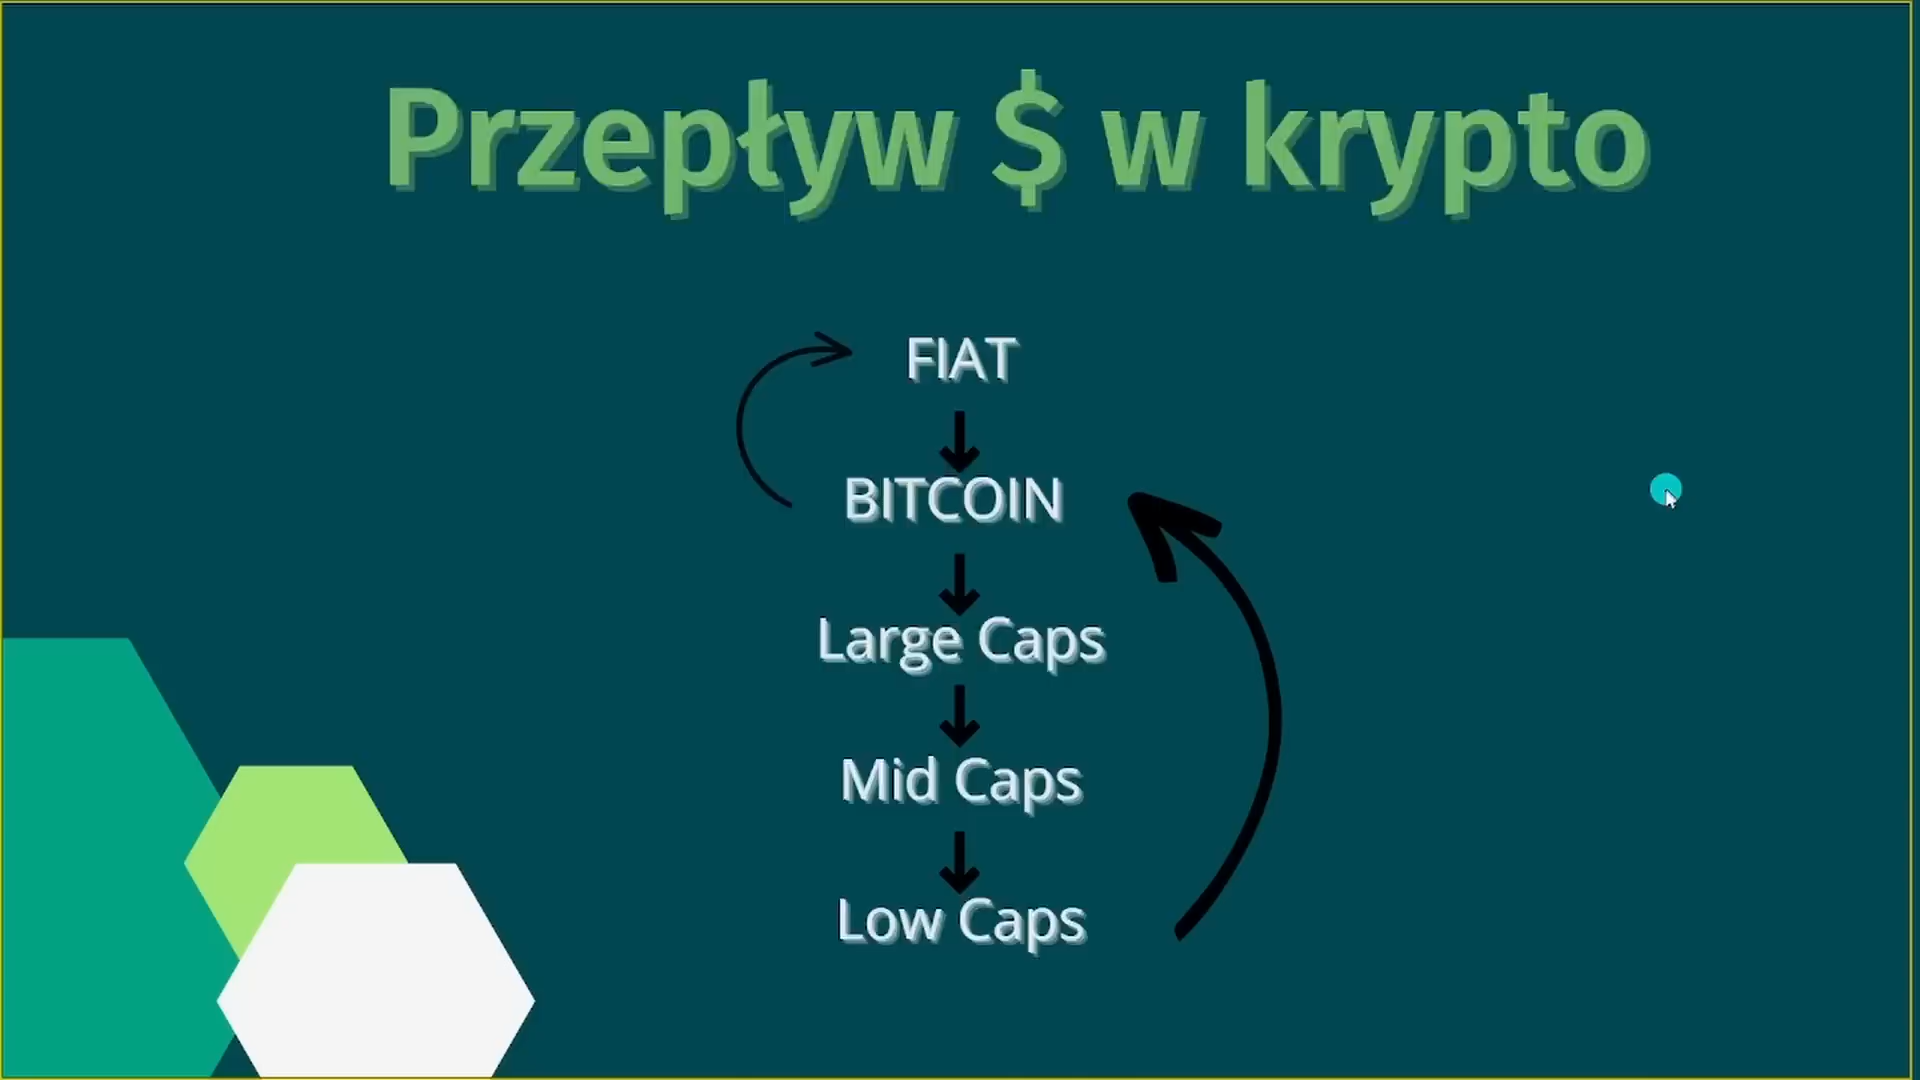 Przepływ $ w krypto
FIAT
BITCOIN
Large Caps
Mid Caps
Low Caps